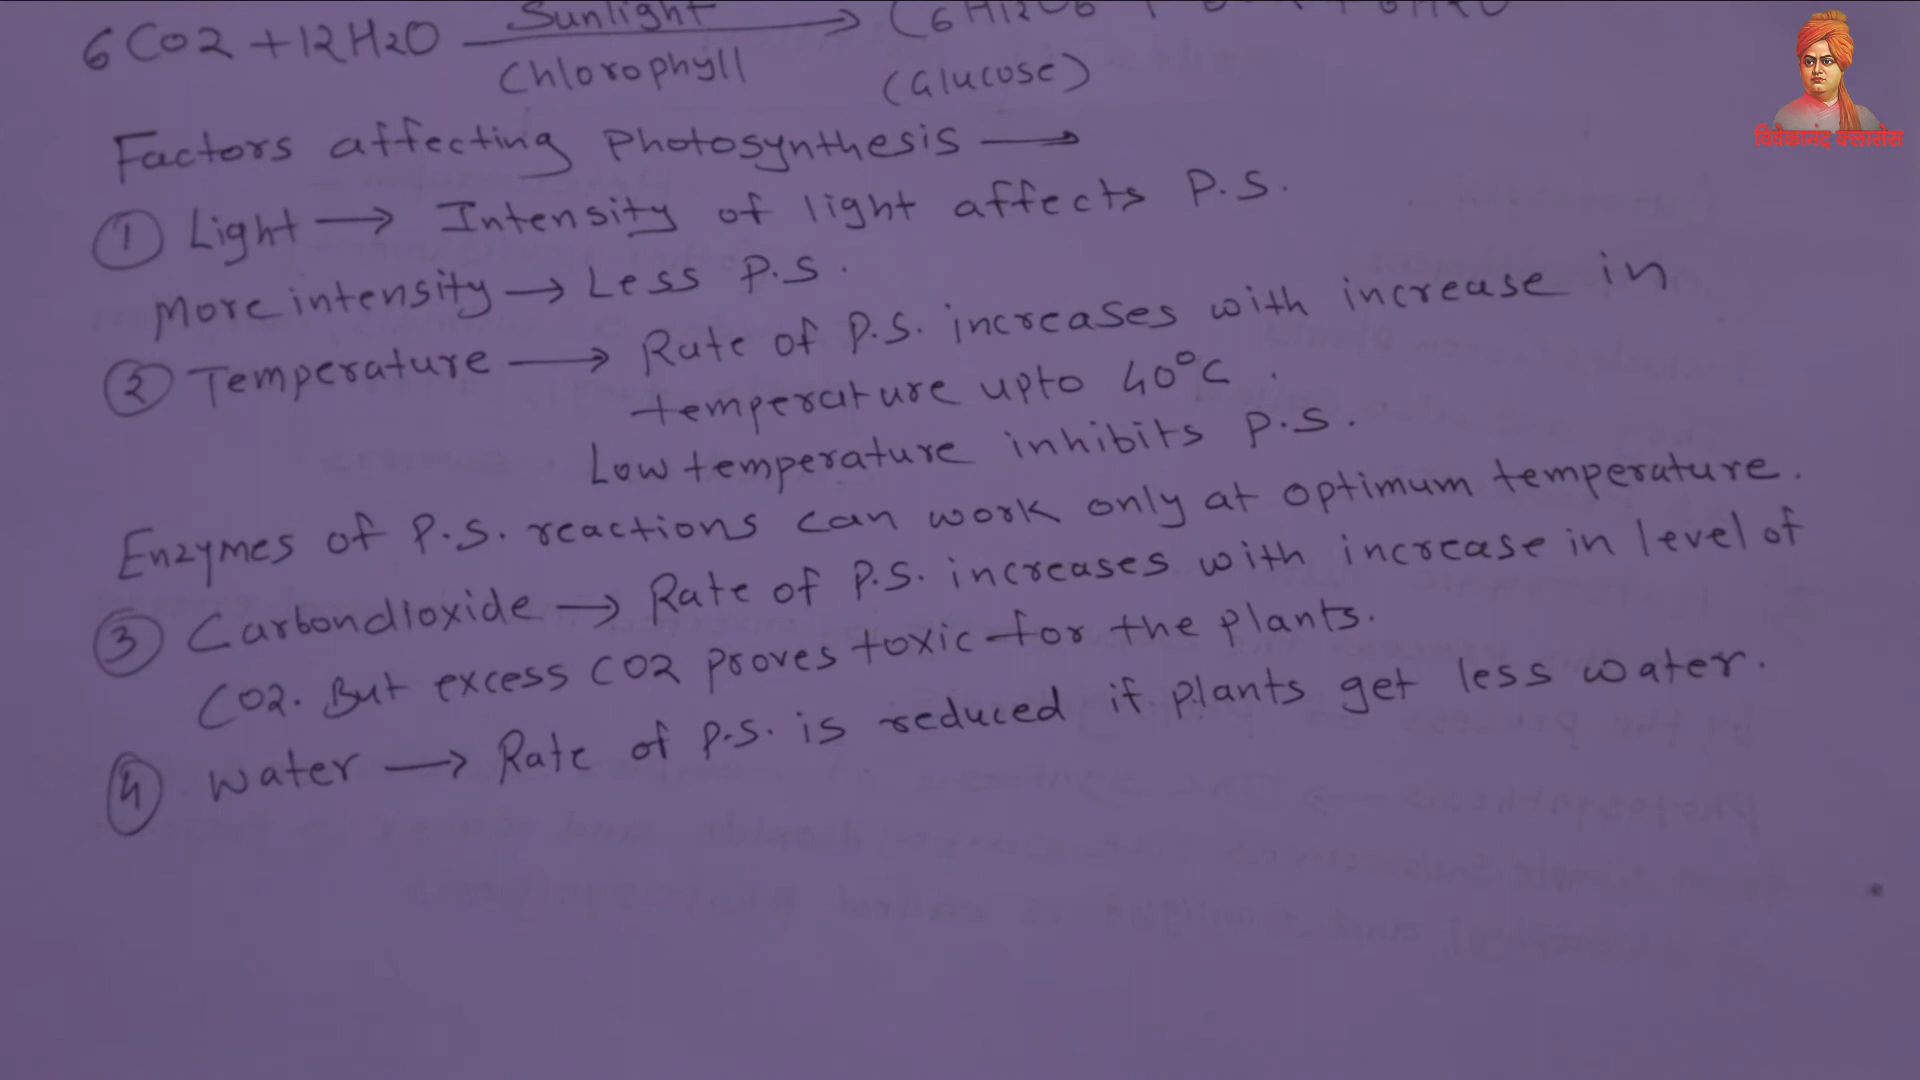 6CO2 + 12H2O Sunlight → C6H12O6 + 6H2O
Chlorophyll (Glucose)
Factors affecting Photosynthesis →
① Light → Intensity of light affects P.S.
More intensity → Less P.S.
② Temperature → Rate of P.S. increases with increase in
temperature upto 40°C.
Low temperature inhibits P.S.
Enzymes of P.S. reactions can work only at optimum temperature.
③ Carbondioxide → Rate of P.S. increases with increase in level of
CO2. But excess CO2 proves toxic for the plants.
④ Water → Rate of P.S. is reduced if plants get less water.
विवेकानंद क्लासेस